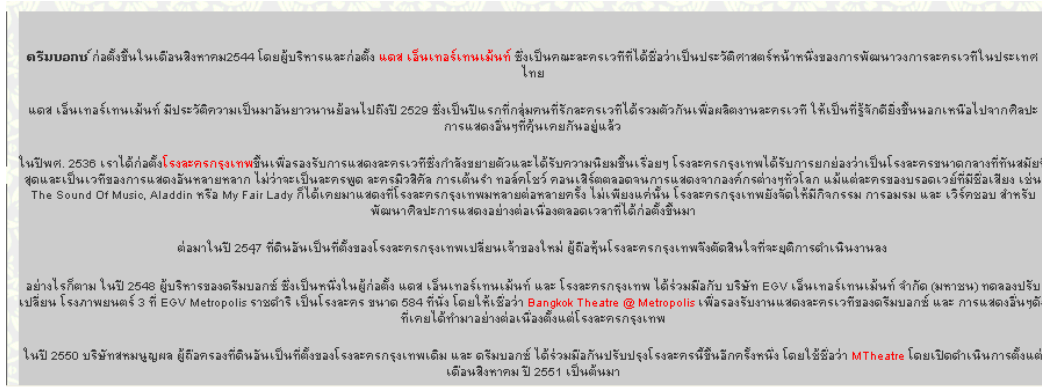 ดรีมบอกซ์ ก่อตั้งขึ้นในเดือนสิงหาคม2544 โดยผู้บริหารและก่อตั้ง แดส เอ็นเทอร์เทนเม้นท์ ซึ่งเป็นคณะละครเวทีที่ได้ชื่อว่าเป็นประวัติศาสตร์หน้าหนึ่งของการพัฒนาวงการละครเวทีในประเทศ
ไทย
แดส เอ็นเทอร์เทนเม้นท์ มีประวัติความเป็นมาอันยาวนานย้อนไปถึงปี 2529 ซึ่งเป็นปีแรกที่กลุ่มคนที่รักละครเวทีได้รวมตัวกันเพื่อผลิตงานละครเวที ให้เป็นที่รู้จักดียิ่งขึ้นนอกเหนือไปจากศิลปะ
การแสดงอื่นๆที่คุ้นเคยกันอยู่แล้ว
ในปีพศ. 2536 เราได้ก่อตั้งโรงละครกรุงเทพขึ้นเพื่อรองรับการแสดงละครเวทีซึ่งกำลังขยายตัวและได้รับความนิยมขึ้นเรื่อยๆ โรงละครกรุงเทพได้รับการยกย่องว่าเป็นโรงละครขนาดกลางที่ทันสมัยที่
สุดและเป็นเวทีของการแสดงอันหลายหลาก ไม่ว่าจะเป็นละครพูด ละครมิวสิคัล การเต้นรำ ทอล์คโชว์ คอนเสิร์ตตลอดจนการแสดงจากองค์กรต่างๆทั่วโลก แม้แต่ละครของบรอดเวย์ที่มีชื่อเสียง เช่น
The Sound Of Music, Aladdin หรือ My Fair Lady ก็ได้เคยมาแสดงที่โรงละครกรุงเทพมหลายต่อหลายครั้ง ไม่เพียงแค่นั้น โรงละครกรุงเทพยังจัดให้มีกิจกรรม การอมรม และ เวิร์คชอบ สำหรับ
พัฒนาศิลปะการแสดงอย่างต่อเนื่องตลอดเวลาที่ได้ก่อตั้งขึ้นมา
ต่อมาในปี 2547 ที่ดินอันเป็นที่ตั้งของโรงละครกรุงเทพเปลี่ยนเจ้าของใหม่ ผู้ถือหุ้นโรงละครกรุงเทพจึงตัดสินใจที่จะยุติการดำเนินงานลง
อย่างไรก็ตาม ในปี 2548 ผู้บริหารของดรีมบอกซ์ ซึ่งเป็นหนึ่งในผู้ก่อตั้ง แดส เอ็นเทอร์เทนเม้นท์ และ โรงละครกรุงเทพ ได้ร่วมมือกับ บริษัท EGV เอ็นเทอร์เทนเม้นท์ จำกัด (มหาชน) ทดลองปรับ
เปลี่ยน โรงภาพยนตร์ 3 ที่ EGV Metropolis ราชดำริ เป็นโรงละคร ขนาด 584 ที่นั่ง โดยให้เชื่อว่า Bangkok Theatre @ Metropolis เพื่อรองรับงานแสดงละครเวทีของดรีมบอกซ์ และ การแสดงอื่นๆดัง
ที่เคยได้ทำมาอย่างต่อเนื่องตั้งแต่โรงละครกรุงเทพ
ในปี 2550 บริษัทสหมนูญผล ผู้ถือครองที่ดินอันเป็นที่ตั้งของโรงละครกรุงเทพเดิม และ ดรีมบอกซ์ ได้ร่วมมือกันปรับปรุงโรงละครนี้ขึ้นอีกครั้งหนึ่ง โดยใช้ชื่อว่า MTheatre โดยเปิดดำเนินการตั้งแต่
เดือนสิงหาคม ปี 2551 เป็นต้นมา